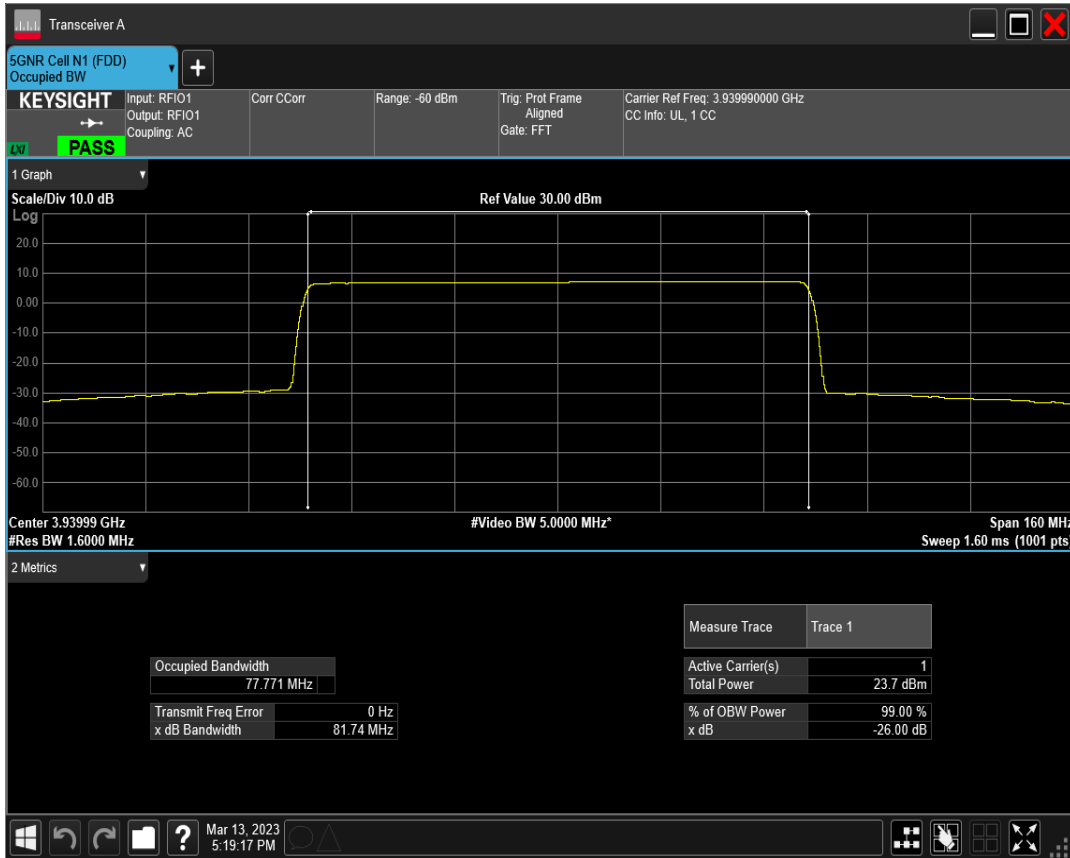 Transceiver A
5GNR Cell N1 (FDD)
Occupied BW
+
KEYSIGHT
LXI
PASS
Input: RFIO1
Output: RFIO1
Coupling: AC
Corr CCorr
Range: -60 dBm
Trig: Prot Frame
Aligned
Gate: FFT
Carrier Ref Freq: 3.939990000 GHz
CC Info: UL, 1 CC
1 Graph
Scale/Div 10.0 dB
Ref Value 30.00 dBm
Log
20.0
10.0
0.00
-10.0
-20.0
-30.0
-40.0
-50.0
-60.0
Center 3.93999 GHz
#Video BW 5.0000 MHz*
Span 160 MHz
#Res BW 1.6000 MHz
Sweep 1.60 ms (1001 pts)
2 Metrics
Measure Trace Trace 1
Occupied Bandwidth
77.771 MHz
Active Carrier(s) 1
Total Power 23.7 dBm
Transmit Freq Error 0 Hz
x dB Bandwidth 81.74 MHz
% of OBW Power 99.00 %
x dB -26.00 dB
?
Mar 13, 2023
5:19:17 PM